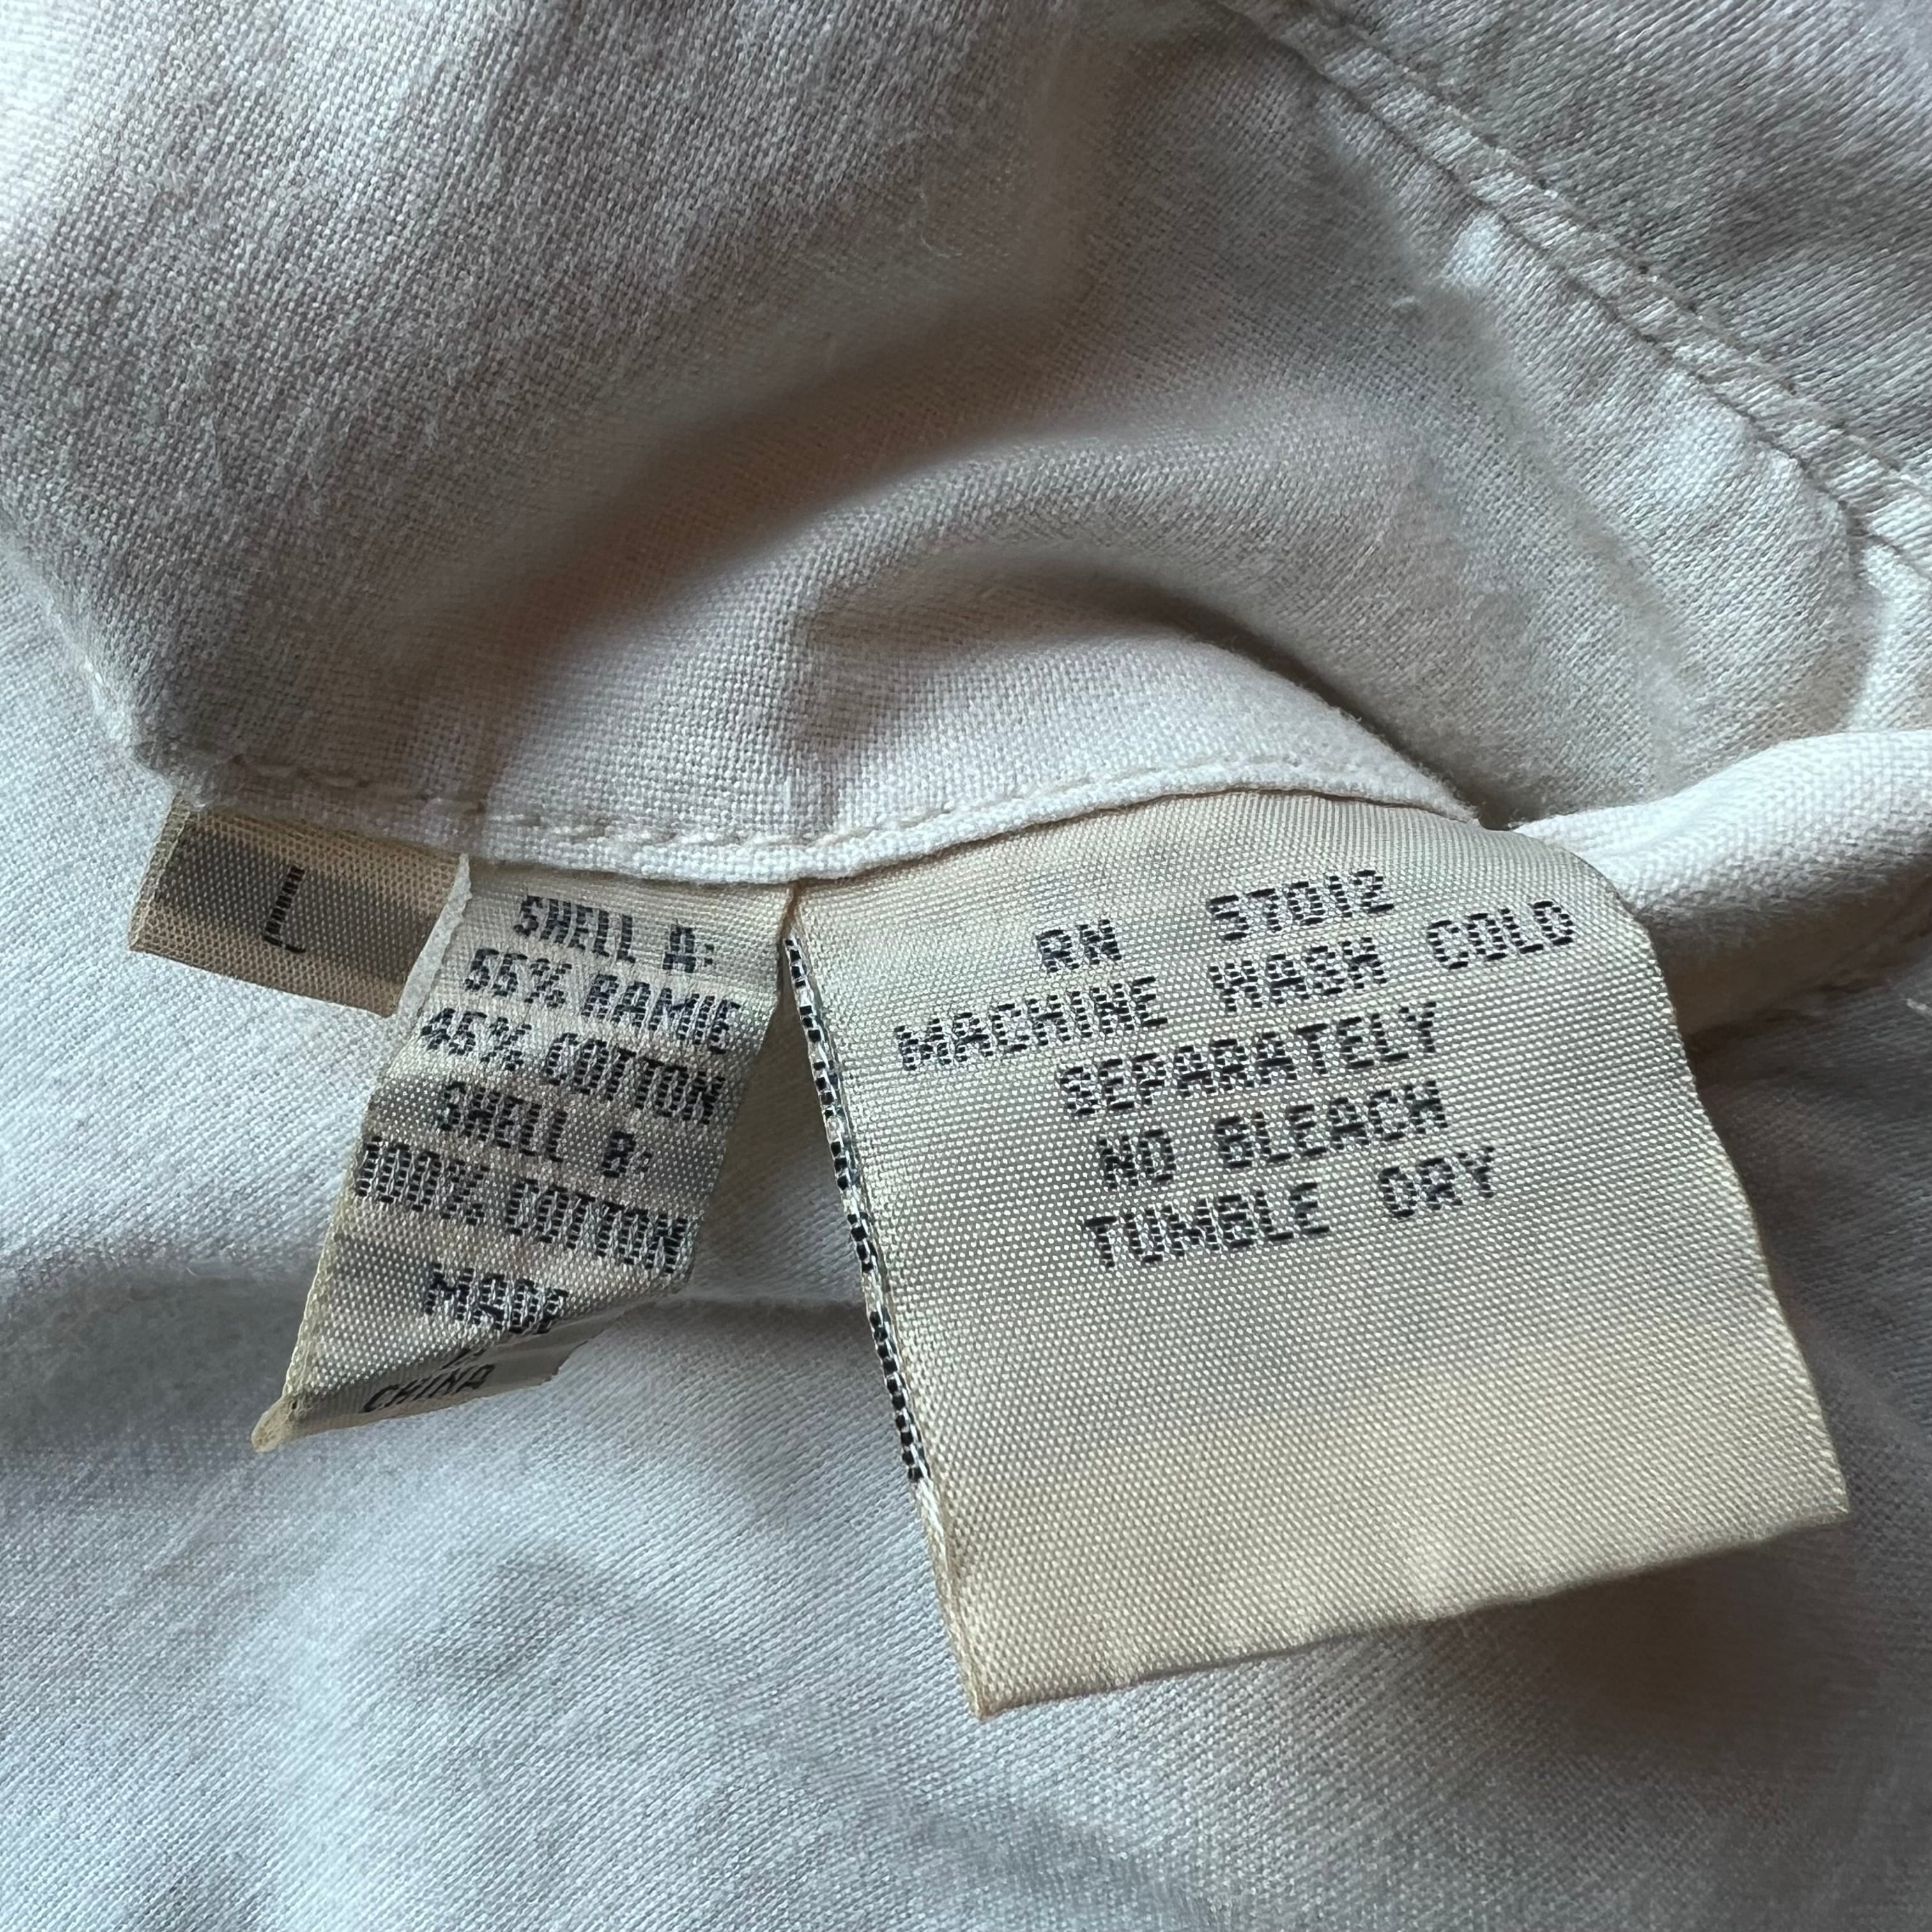 L
SHELL A:
55% RAMIE
45% COTTON
SHELL B:
100% COTTON
MADE
IN
CHINA
RN 57012
MACHINE WASH COLD
SEPARATELY
NO BLEACH
TUMBLE DRY